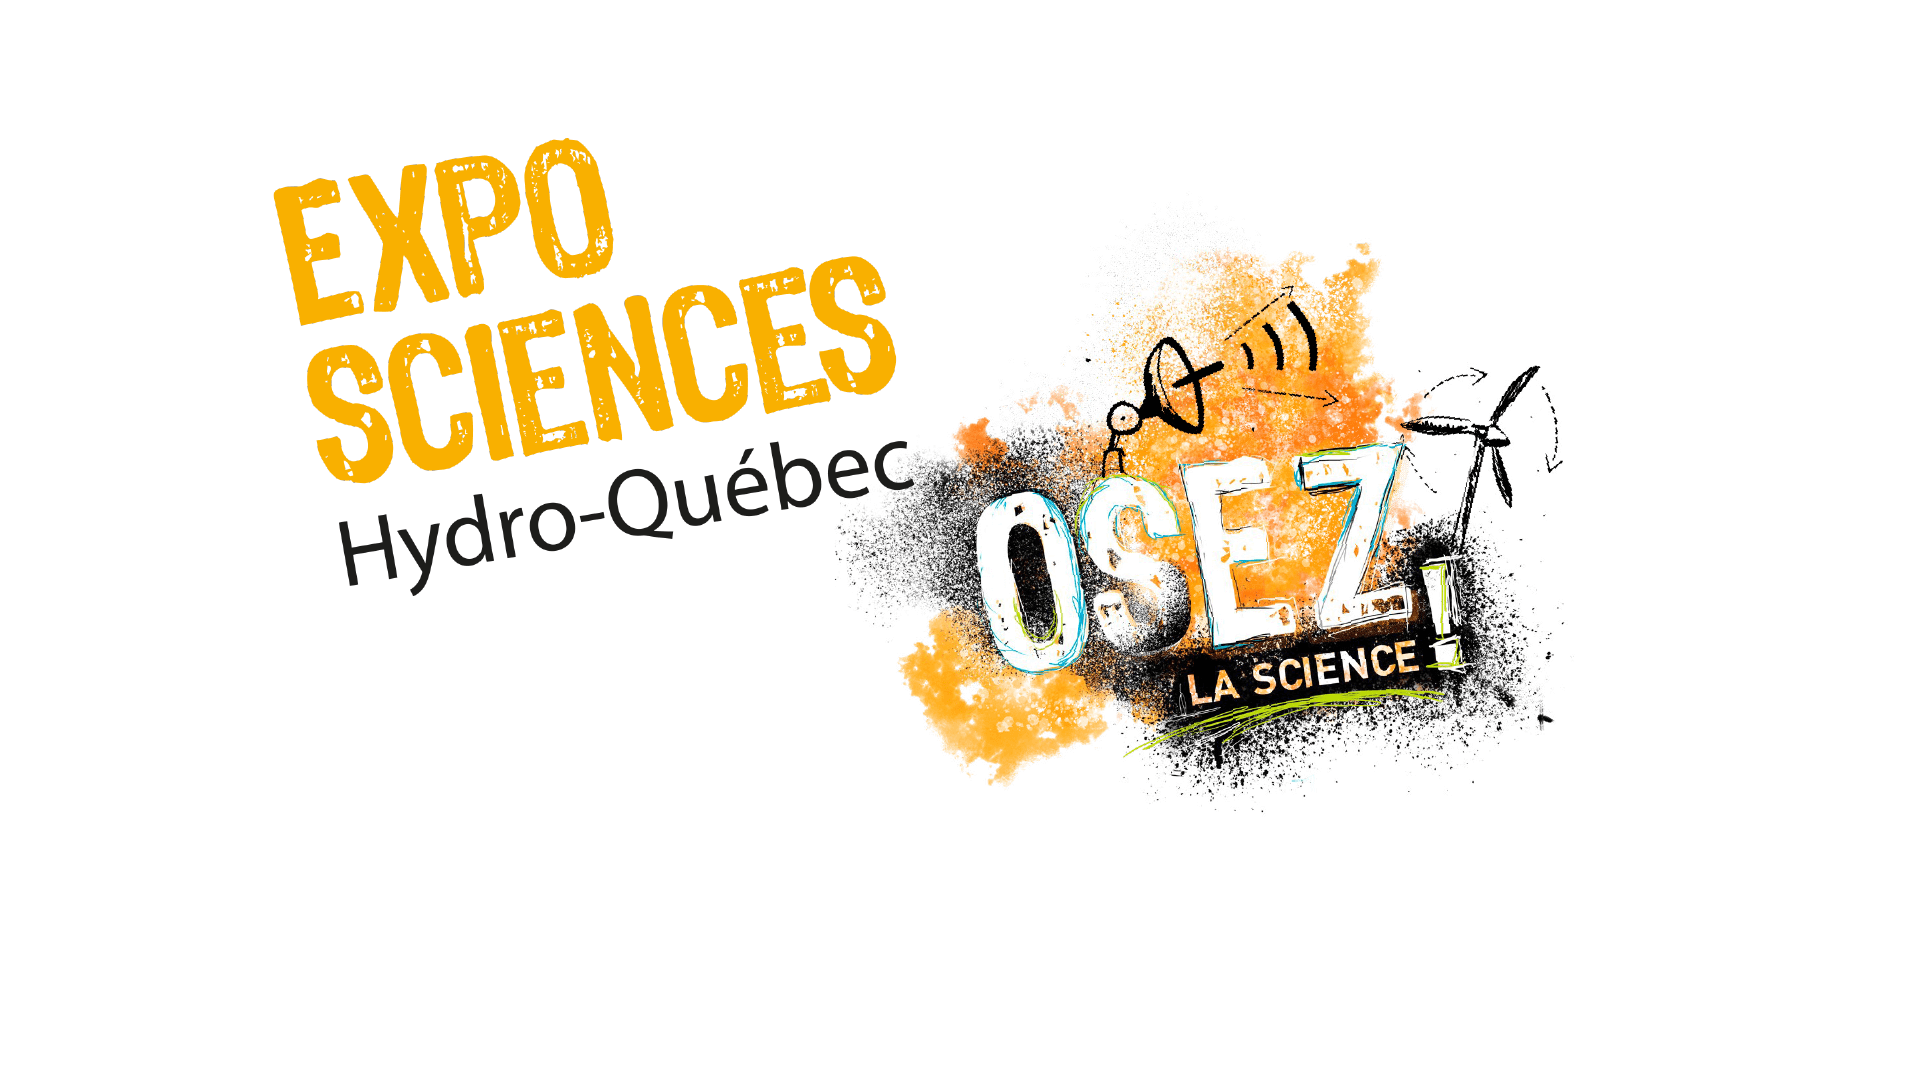 EXPO
SCIENCES
Hydro-Québec
OSEZ
LA SCIENCE !